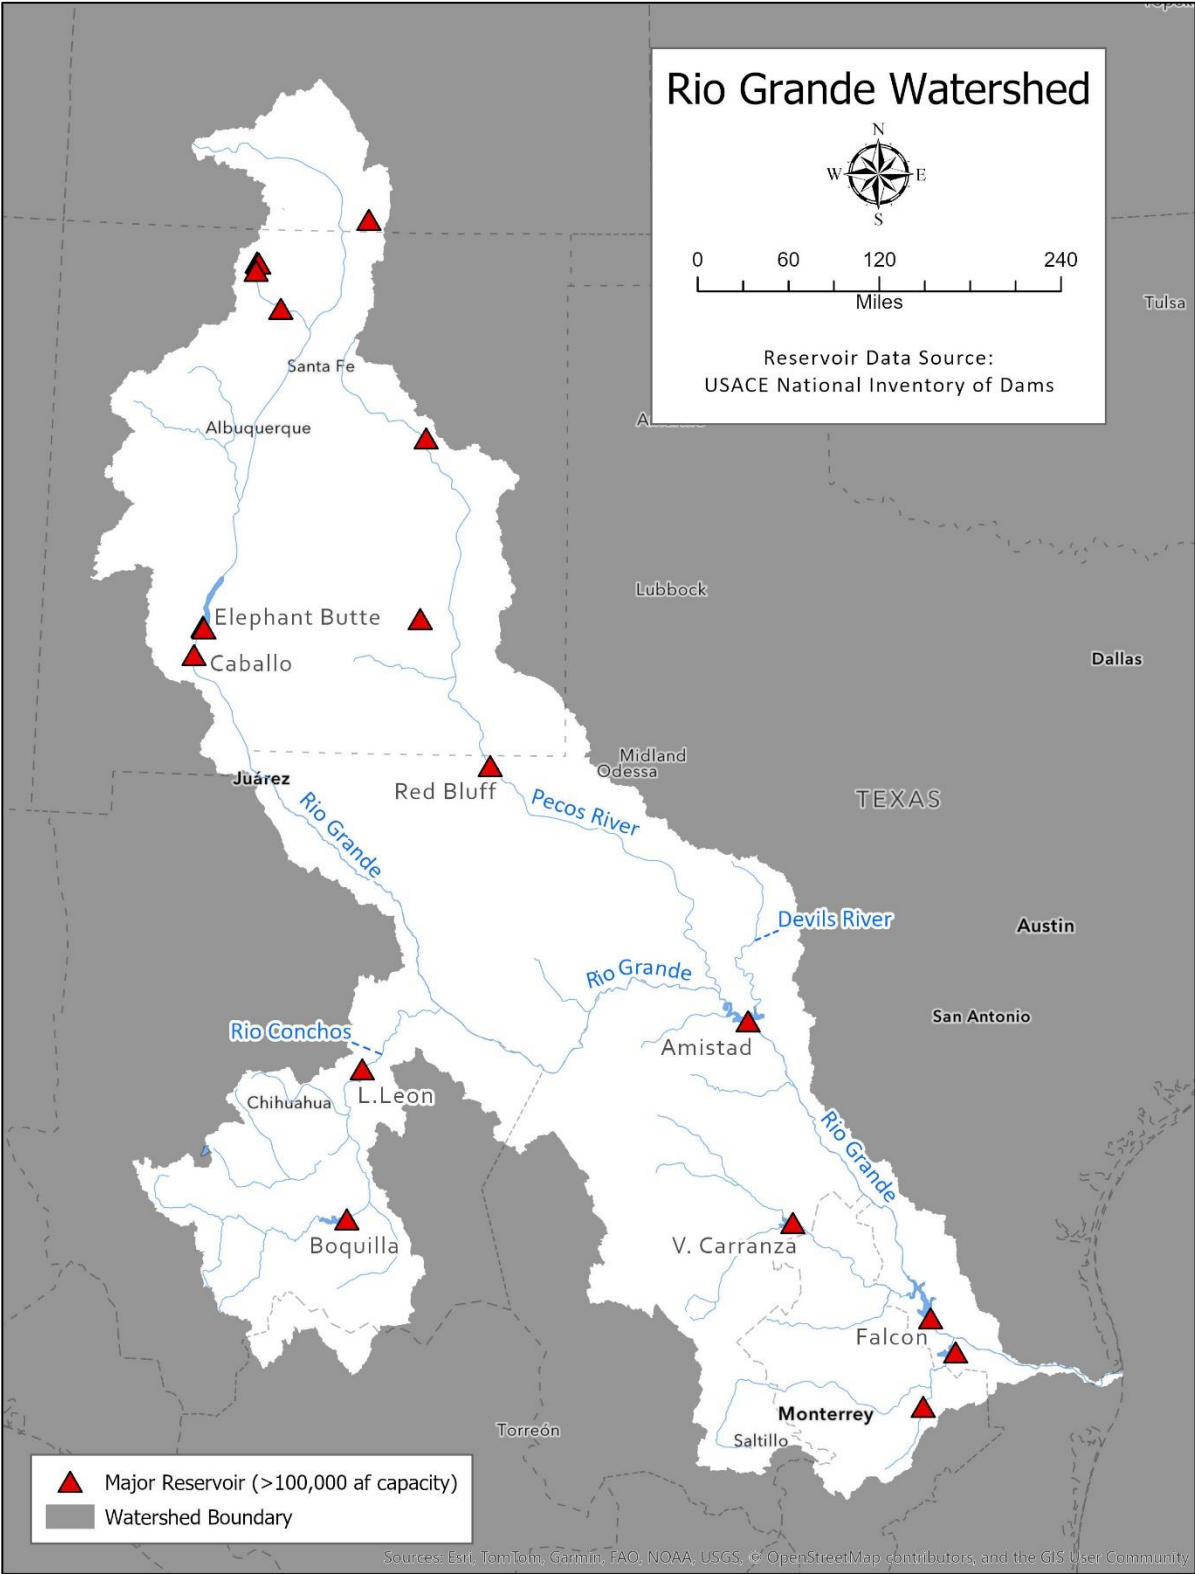 Rio Grande Watershed
N
W E
S
0 60 120 240
Miles
Reservoir Data Source:
USACE National Inventory of Dams
Tulsa
Santa Fe
Albuquerque
Lubbock
Elephant Butte
Caballo
Dallas
Midland
Odessa
Juárez
Red Bluff
TEXAS
Pecos River
Rio Grande
Devils River
Austin
Rio Grande
San Antonio
Rio Conchos
Amistad
L.Leon
Chihuahua
Rio Grande
Boquilla
V. Carranza
Falcon
Monterrey
Torreón
Saltillo
Major Reservoir (>100,000 af capacity)
Watershed Boundary
Sources: Esri, TomTom, Garmin, FAO, NOAA, USGS, © OpenStreetMap contributors, and the GIS User Community